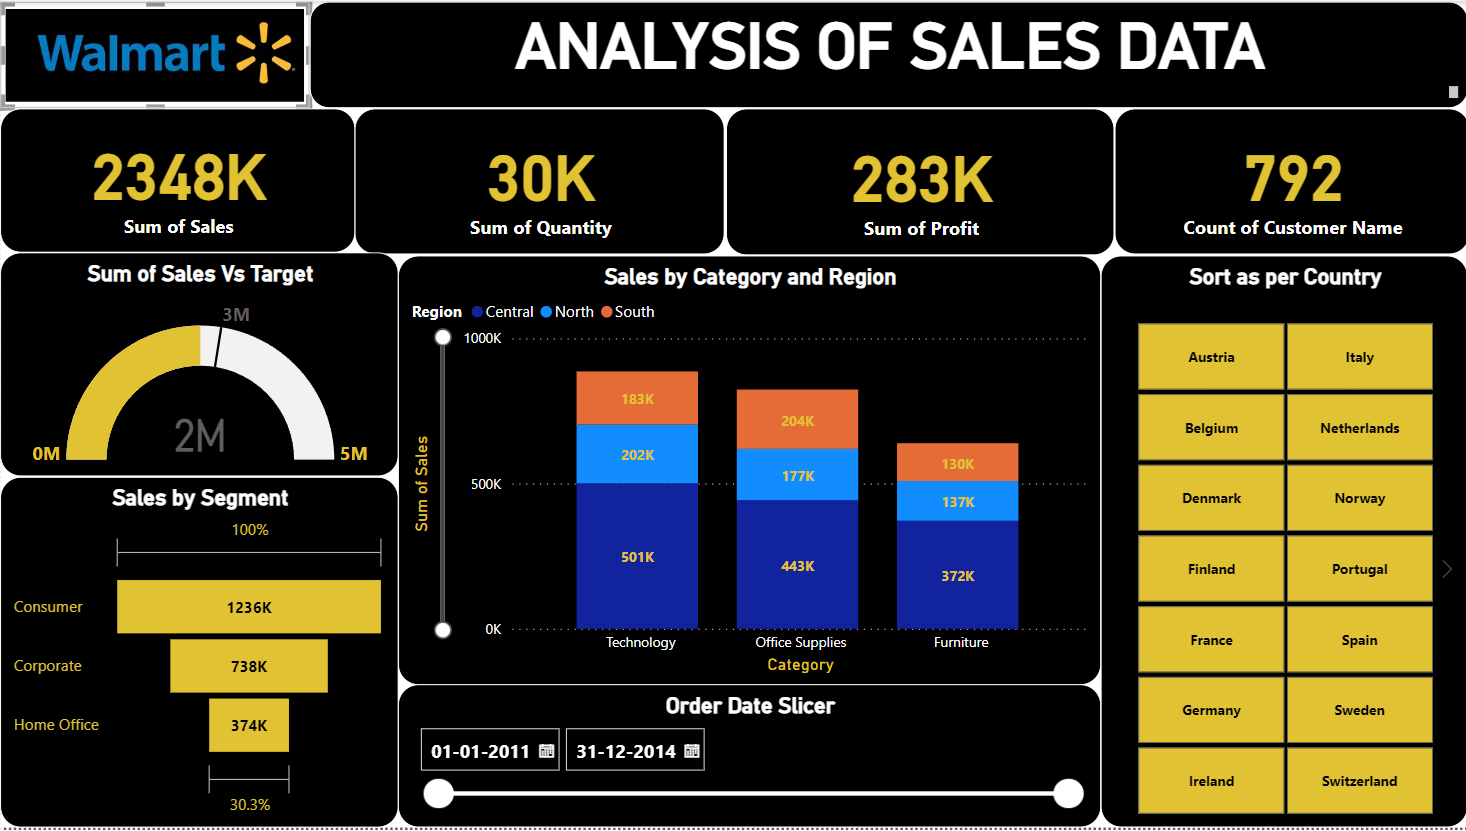 Walmart
ANALYSIS OF SALES DATA
2348K
Sum of Sales
30K
Sum of Quantity
283K
Sum of Profit
792
Count of Customer Name
Sum of Sales Vs Target
3M
2M
0M
5M
Sales by Segment
100%
Consumer
1236K
Corporate
738K
Home Office
374K
30.3%
Sales by Category and Region
Region Central North South
Sum of Sales
1000K
500K
0K
183K
202K
501K
204K
177K
443K
130K
137K
372K
Technology
Office Supplies
Furniture
Category
Order Date Slicer
01-01-2011
31-12-2014
Sort as per Country
Austria
Italy
Belgium
Netherlands
Denmark
Norway
Finland
Portugal
France
Spain
Germany
Sweden
Ireland
Switzerland